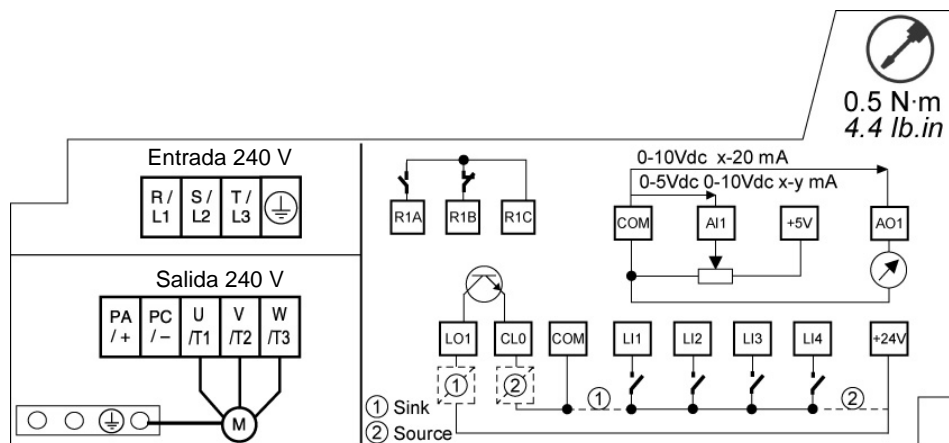 0.5 N·m
4.4 lb.in
Entrada 240 V
R / L1
S / L2
T / L3
Salida 240 V
PA / +
PC / –
U /T1
V /T2
W /T3
M
R1A
R1B
R1C
0-10Vdc x-20 mA
0-5Vdc 0-10Vdc x-y mA
COM
AI1
+5V
AO1
LO1
CL0
COM
LI1
LI2
LI3
LI4
+24V
1
2
1
2
① Sink
② Source